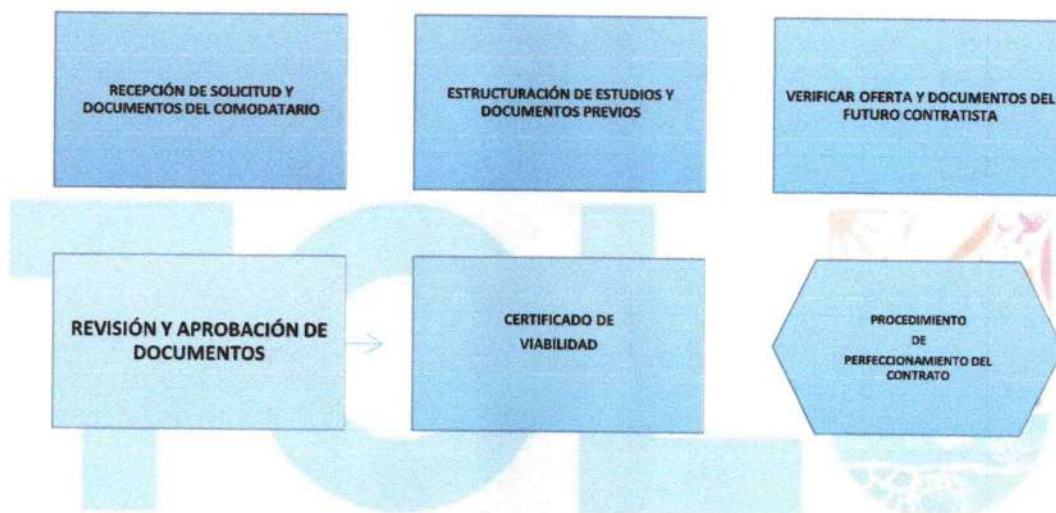 RECEPCIÓN DE SOLICITUD Y
DOCUMENTOS DEL COMODATARIO
ESTRUCTURACIÓN DE ESTUDIOS Y
DOCUMENTOS PREVIOS
VERIFICAR OFERTA Y DOCUMENTOS DEL
FUTURO CONTRATISTA
REVISIÓN Y APROBACIÓN DE
DOCUMENTOS
CERTIFICADO DE
VIABILIDAD
PROCEDIMIENTO
DE
PERFECCIONAMIENTO DEL
CONTRATO
TOL